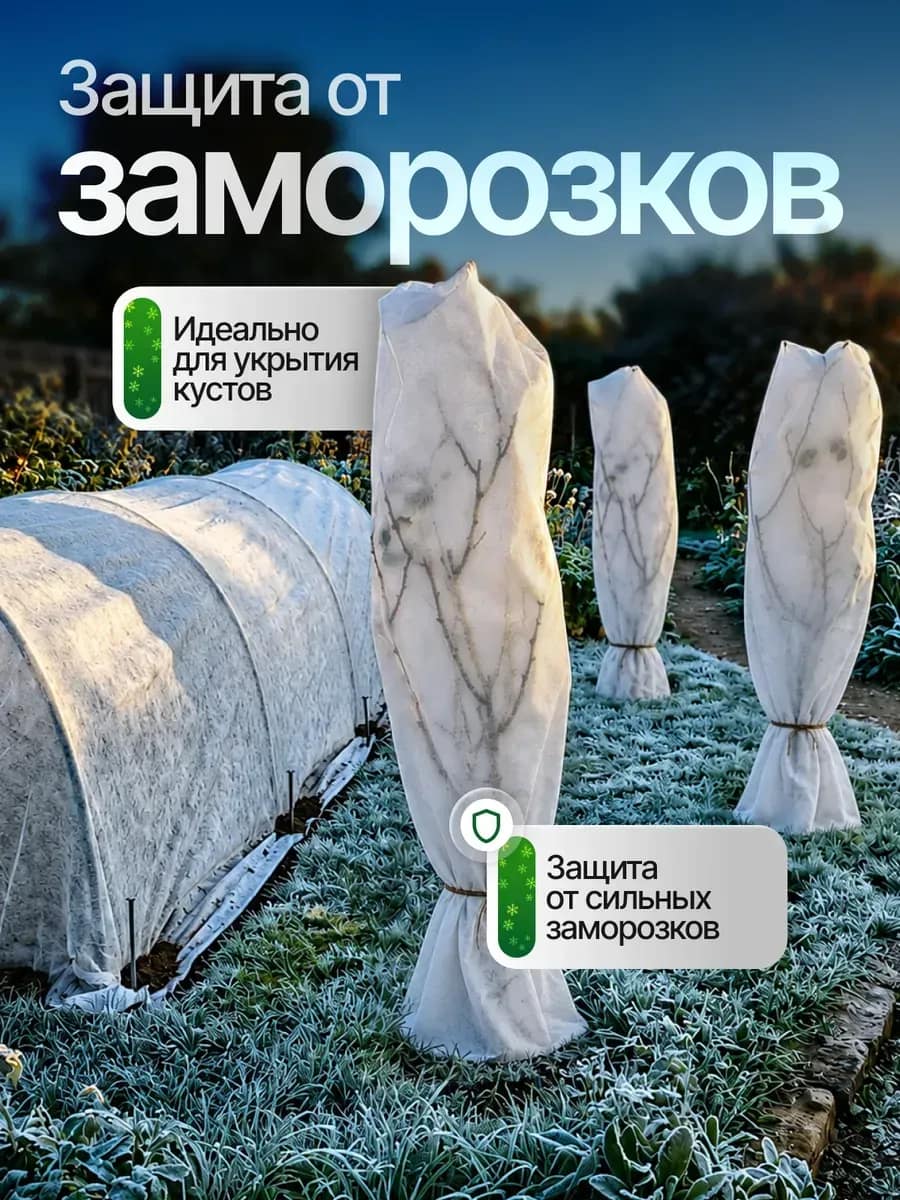 Защита от
заморозков
Идеально
для укрытия
кустов
Защита
от сильных
заморозков